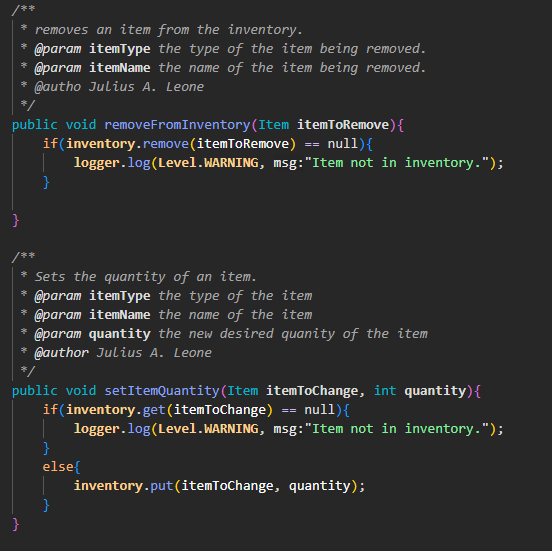 /**
 * removes an item from the inventory.
 * @param itemType the type of the item being removed.
 * @param itemName the name of the item being removed.
 * @autho Julius A. Leone
 */
public void removeFromInventory(Item itemToRemove){
    if(inventory.remove(itemToRemove) == null){
        logger.log(Level.WARNING, msg:"Item not in inventory.");
    }
}
/**
 * Sets the quantity of an item.
 * @param itemType the type of the item
 * @param itemName the name of the item
 * @param quantity the new desired quanity of the item
 * @author Julius A. Leone
 */
public void setItemQuantity(Item itemToChange, int quantity){
    if(inventory.get(itemToChange) == null){
        logger.log(Level.WARNING, msg:"Item not in inventory.");
    }
    else{
        inventory.put(itemToChange, quantity);
    }
}